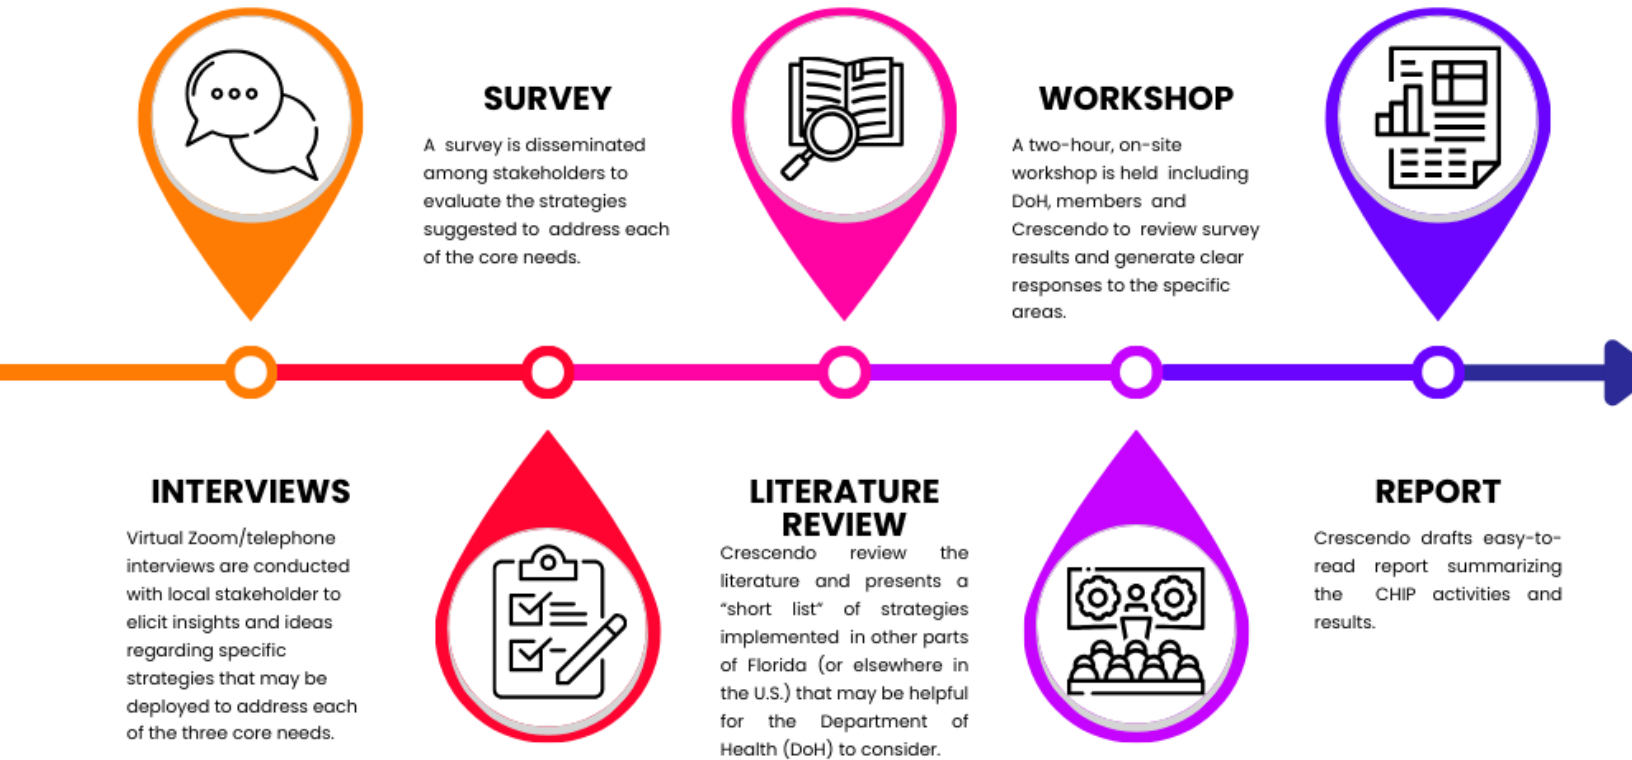 INTERVIEWS
Virtual Zoom/telephone
interviews are conducted
with local stakeholder to
elicit insights and ideas
regarding specific
strategies that may be
deployed to address each
of the three core needs.
SURVEY
A survey is disseminated
among stakeholders to
evaluate the strategies
suggested to address each
of the core needs.
LITERATURE
REVIEW
Crescendo review the
literature and presents a
“short list” of strategies
implemented in other parts
of Florida (or elsewhere in
the U.S.) that may be helpful
for the Department of
Health (DoH) to consider.
WORKSHOP
A two-hour, on-site
workshop is held including
DoH, members and
Crescendo to review survey
results and generate clear
responses to the specific
areas.
REPORT
Crescendo drafts easy-to-
read report summarizing
the CHIP activities and
results.